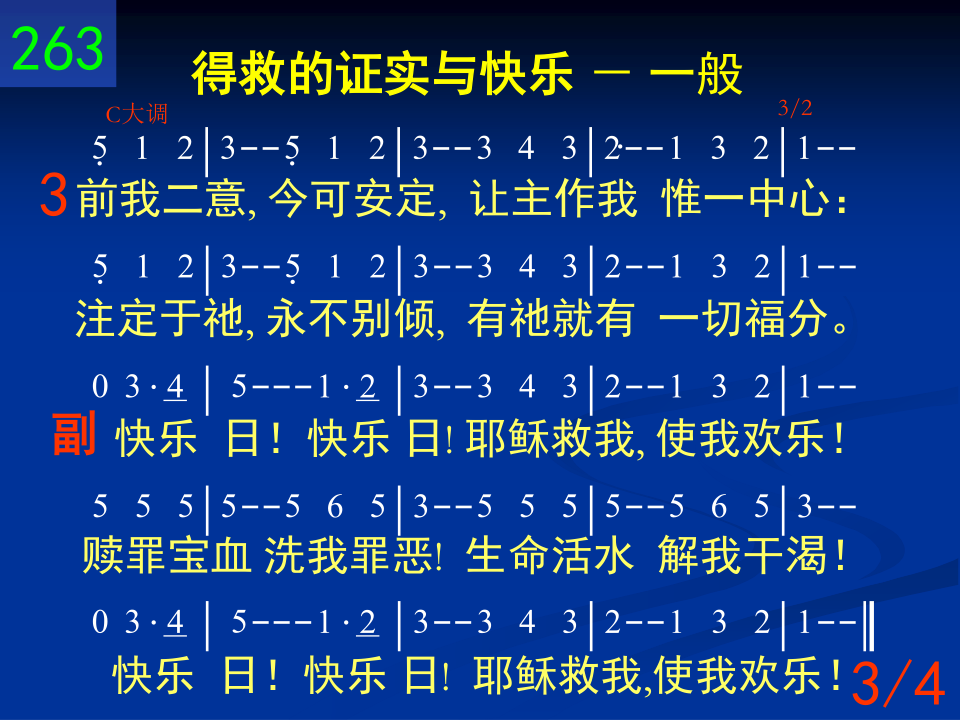 263
得救的证实与快乐 － 一般
C大调 3/2
5̣ 1 2|3--5̣ 1 2|3--3 4 3|2·--1 3 2|1--
3 前我二意, 今可安定, 让主作我 惟一中心：
5̣ 1 2|3--5̣ 1 2|3--3 4 3|2--1 3 2|1--
注定于祂, 永不别倾, 有祂就有 一切福分。
0 3·4| 5---1·2|3--3 4 3|2--1 3 2|1--
副 快乐 日！快乐 日! 耶稣救我, 使我欢乐！
5 5 5|5--5 6 5|3--5 5 5|5--5 6 5|3--
赎罪宝血 洗我罪恶! 生命活水 解我干渴！
0 3·4| 5---1·2|3--3 4 3|2--1 3 2|1--‖
快乐 日！快乐 日! 耶稣救我,使我欢乐！
3/4